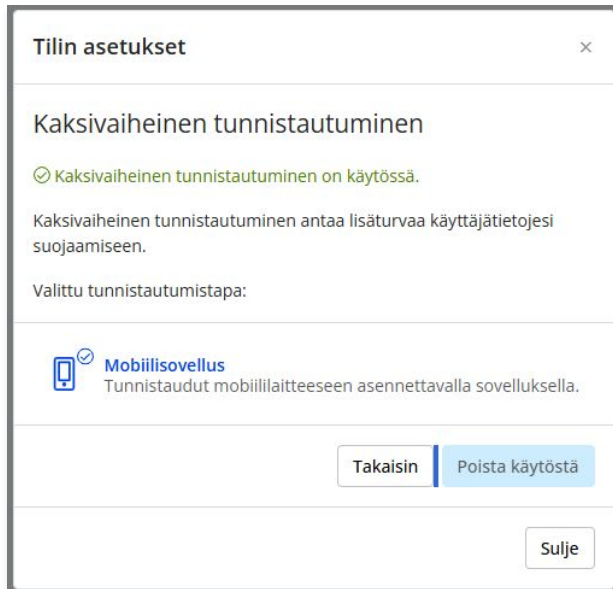 Tilin asetukset
Kaksivaiheinen tunnistautuminen
Kaksivaiheinen tunnistautuminen on käytössä.
Kaksivaiheinen tunnistautuminen antaa lisäturvaa käyttäjätietojesi
suojaamiseen.
Valittu tunnistautumistapa:
Mobiilisovellus
Tunnistaudut mobiililaitteeseen asennettavalla sovelluksella.
Takaisin Poista käytöstä
Sulje